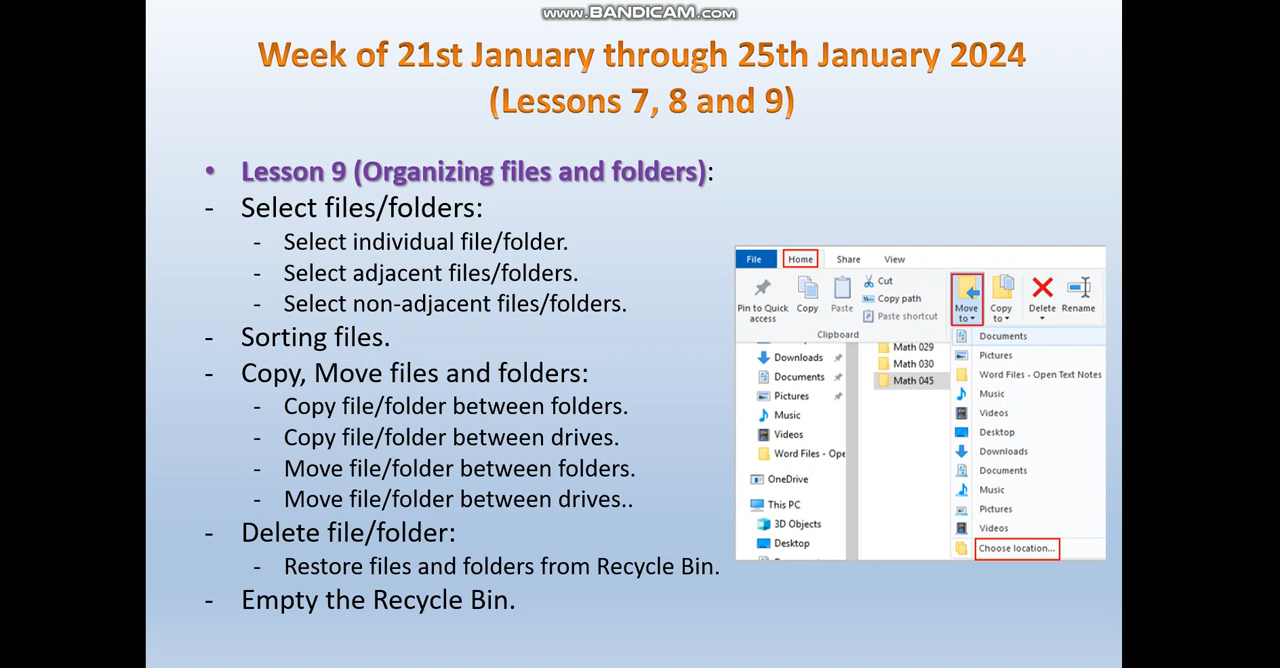 www.BANDICAM.com
Week of 21st January through 25th January 2024
(Lessons 7, 8 and 9)
• Lesson 9 (Organizing files and folders):
- Select files/folders:
- Select individual file/folder.
- Select adjacent files/folders.
- Select non-adjacent files/folders.
- Sorting files.
- Copy, Move files and folders:
- Copy file/folder between folders.
- Copy file/folder between drives.
- Move file/folder between folders.
- Move file/folder between drives..
- Delete file/folder:
- Restore files and folders from Recycle Bin.
- Empty the Recycle Bin.
File Home Share View
Pin to Quick access
Copy
Paste
Cut
Copy path
Paste shortcut
Clipboard
Move to
Copy to
Delete
Rename
Downloads
Documents
Pictures
Music
Videos
Word Files - Ope
OneDrive
This PC
3D Objects
Desktop
Math 029
Math 030
Math 045
Documents
Pictures
Word Files - Open Text Notes
Music
Videos
Desktop
Downloads
Documents
Music
Pictures
Videos
Choose location...